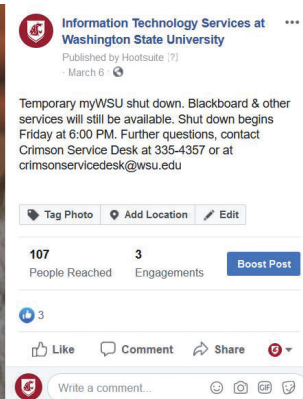 Information Technology Services at
Washington State University
Published by Hootsuite [?]
· March 6 ·
Temporary myWSU shut down. Blackboard & other
services will still be available. Shut down begins
Friday at 6:00 PM. Further questions, contact
Crimson Service Desk at 335-4357 or at
crimsonservicedesk@wsu.edu
Tag Photo Add Location Edit
107 3
People Reached Engagements Boost Post
3
Like Comment Share
Write a comment... GIF